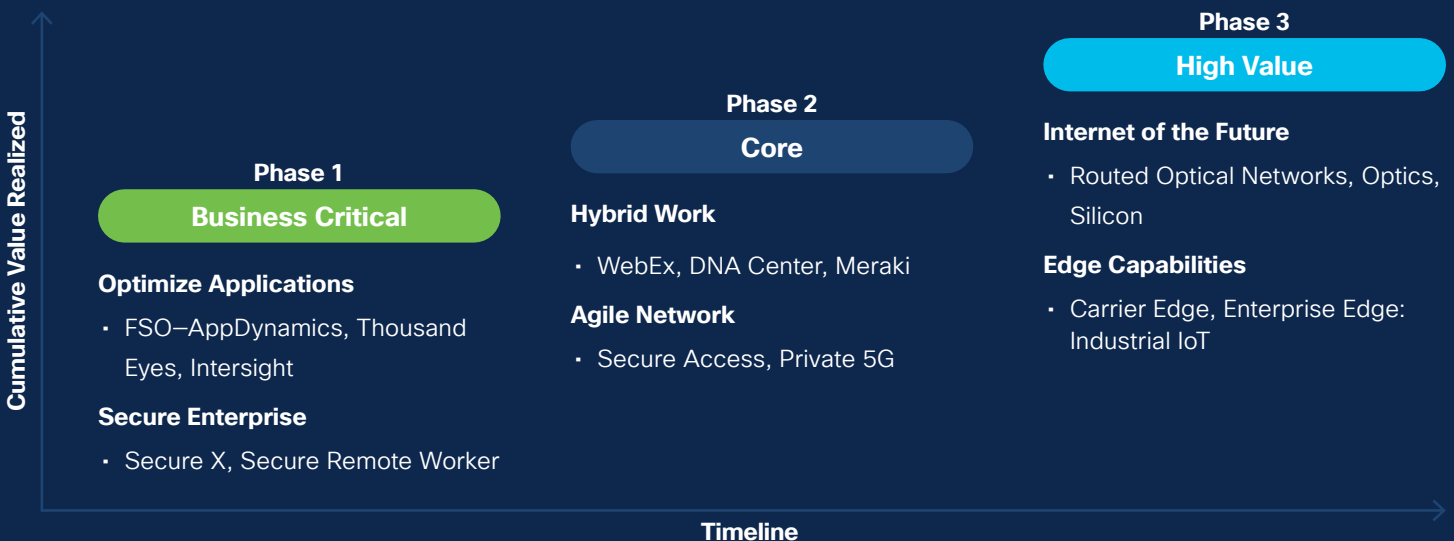 Cumulative Value Realized
Phase 1
Business Critical
Optimize Applications
▪ FSO—AppDynamics, Thousand
Eyes, Intersight
Secure Enterprise
▪ Secure X, Secure Remote Worker
Phase 2
Core
Hybrid Work
▪ WebEx, DNA Center, Meraki
Agile Network
▪ Secure Access, Private 5G
Phase 3
High Value
Internet of the Future
▪ Routed Optical Networks, Optics,
Silicon
Edge Capabilities
▪ Carrier Edge, Enterprise Edge:
Industrial IoT
Timeline